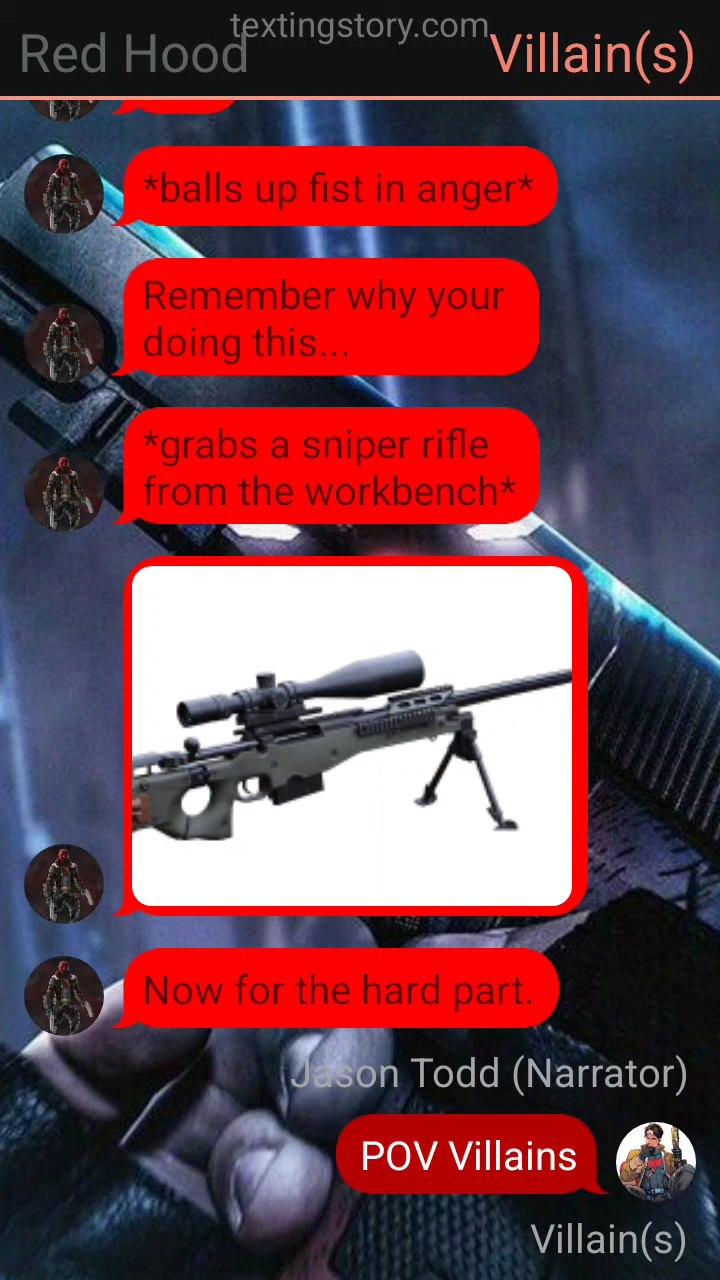 textingstory.com
Red Hood
Villain(s)
*balls up fist in anger*
Remember why your
doing this...
*grabs a sniper rifle
from the workbench*
Now for the hard part.
Jason Todd (Narrator)
POV Villains
Villain(s)